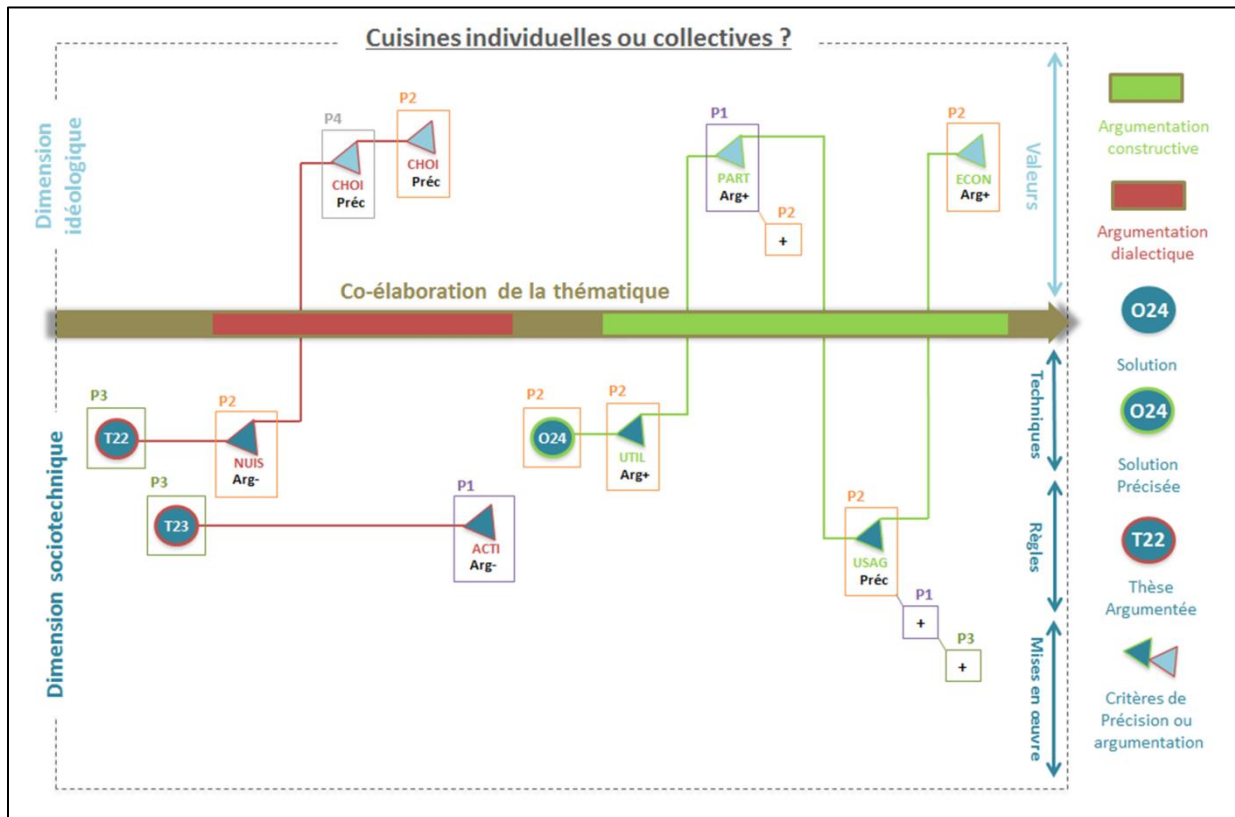 Cuisines individuelles ou collectives ?
Dimension
idéologique
P4
CHOI
Préc
P2
CHOI
Préc
P1
PART
Arg+
P2
+
P2
ECON
Arg+
Valeurs
Co-élaboration de la thématique
Dimension sociotechnique
P3
T22
P2
NUIS
Arg-
P3
T23
P1
ACTI
Arg-
P2
O24
P2
UTIL
Arg+
P2
USAG
Préc
P1
+
P3
+
Techniques
Règles
Mises en œuvre
Argumentation
constructive
Argumentation
dialectique
O24
Solution
O24
Solution
Précisée
T22
Thèse
Argumentée
Critères de
Précision ou
argumentation